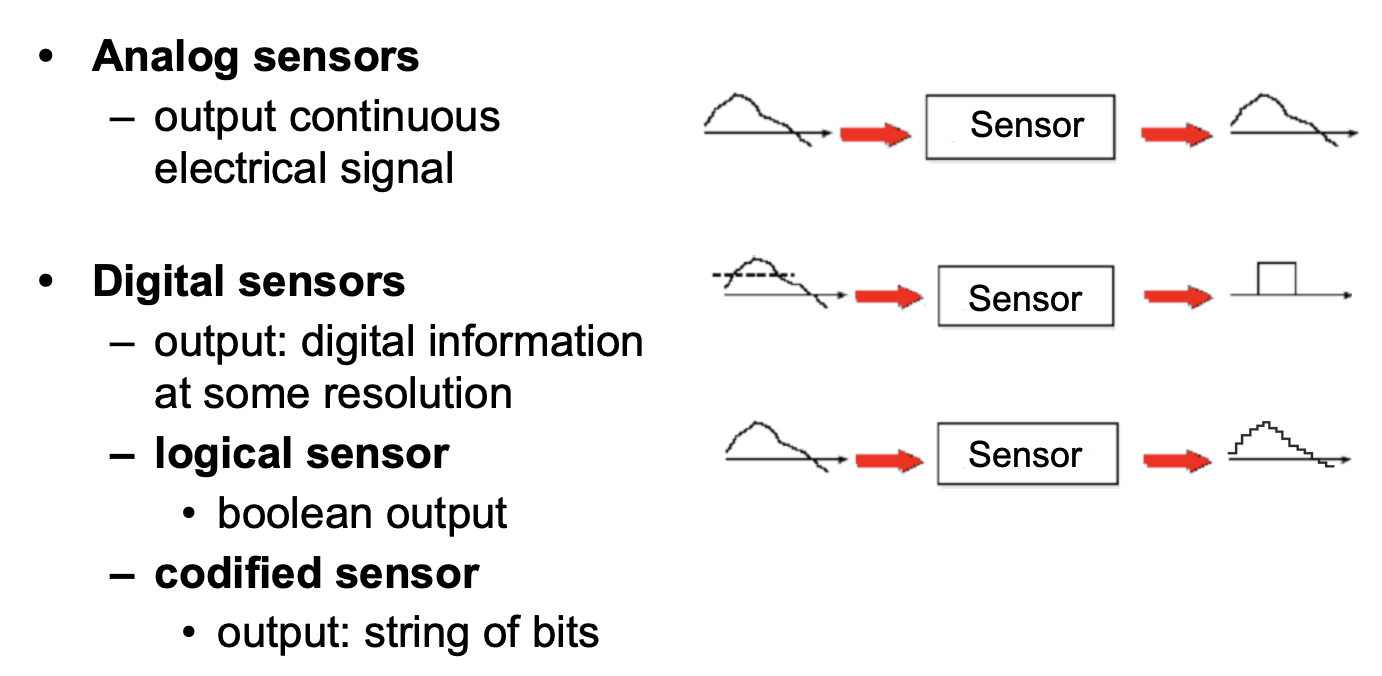 • Analog sensors
– output continuous
electrical signal
Sensor
• Digital sensors
– output: digital information
at some resolution
Sensor
– logical sensor
• boolean output
Sensor
– codified sensor
• output: string of bits